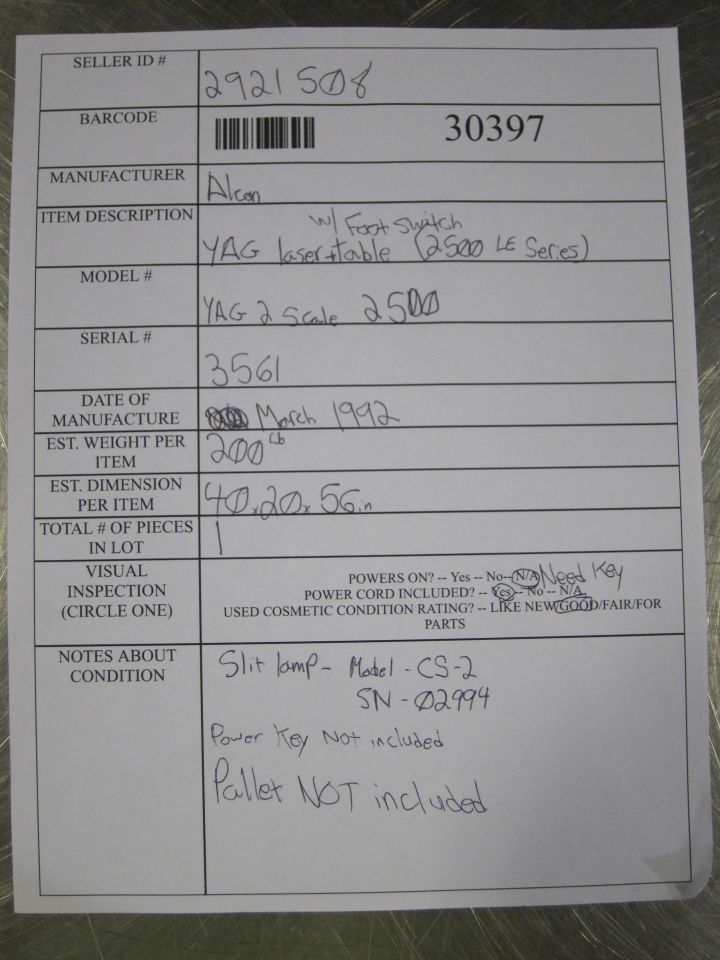 SELLER ID #
2921508
BARCODE
30397
MANUFACTURER
Alcon
ITEM DESCRIPTION
W/ Foot switch
YAG laser + table (2500 LE Series)
MODEL #
YAG 2 Scale 2500
SERIAL #
3561
DATE OF
MANUFACTURE
March 1992
EST. WEIGHT PER
ITEM
200 Lb
EST. DIMENSION
PER ITEM
40x20x56in
TOTAL # OF PIECES
IN LOT
1
VISUAL
INSPECTION
(CIRCLE ONE)
POWERS ON? -- Yes -- No-- N/A Need Key
POWER CORD INCLUDED? -- Yes -- No -- N/A
USED COSMETIC CONDITION RATING? -- LIKE NEW/GOOD/FAIR/FOR
PARTS
NOTES ABOUT
CONDITION
Slit lamp - Model - CS-2
SN - 02994
Power Key Not included
Pallet NOT included